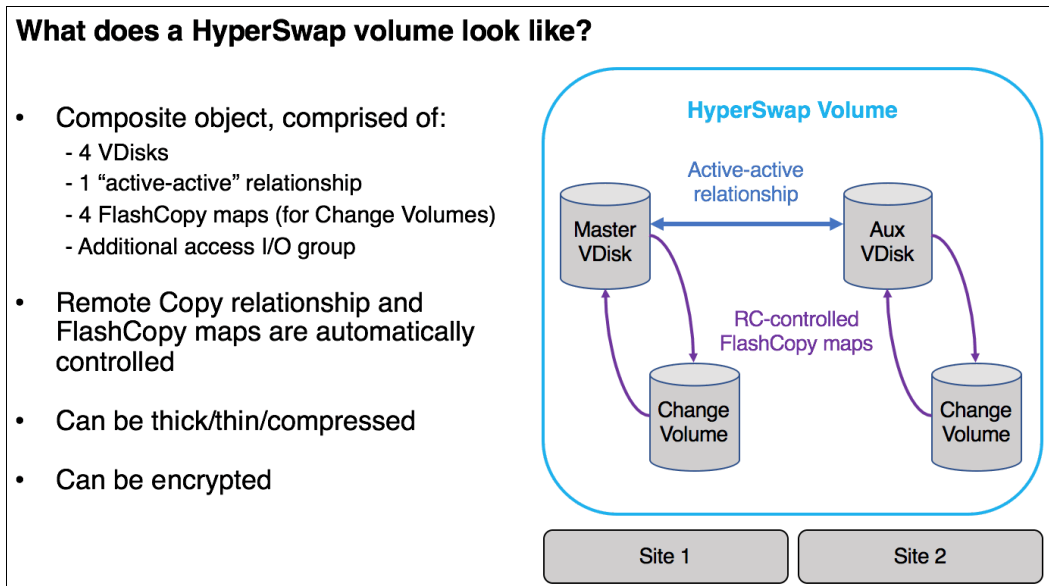 What does a HyperSwap volume look like?
• Composite object, comprised of:
- 4 VDisks
- 1 “active-active” relationship
- 4 FlashCopy maps (for Change Volumes)
- Additional access I/O group
• Remote Copy relationship and
FlashCopy maps are automatically
controlled
• Can be thick/thin/compressed
• Can be encrypted
HyperSwap Volume
Active-active
relationship
Master
VDisk
Aux
VDisk
RC-controlled
FlashCopy maps
Change
Volume
Change
Volume
Site 1
Site 2